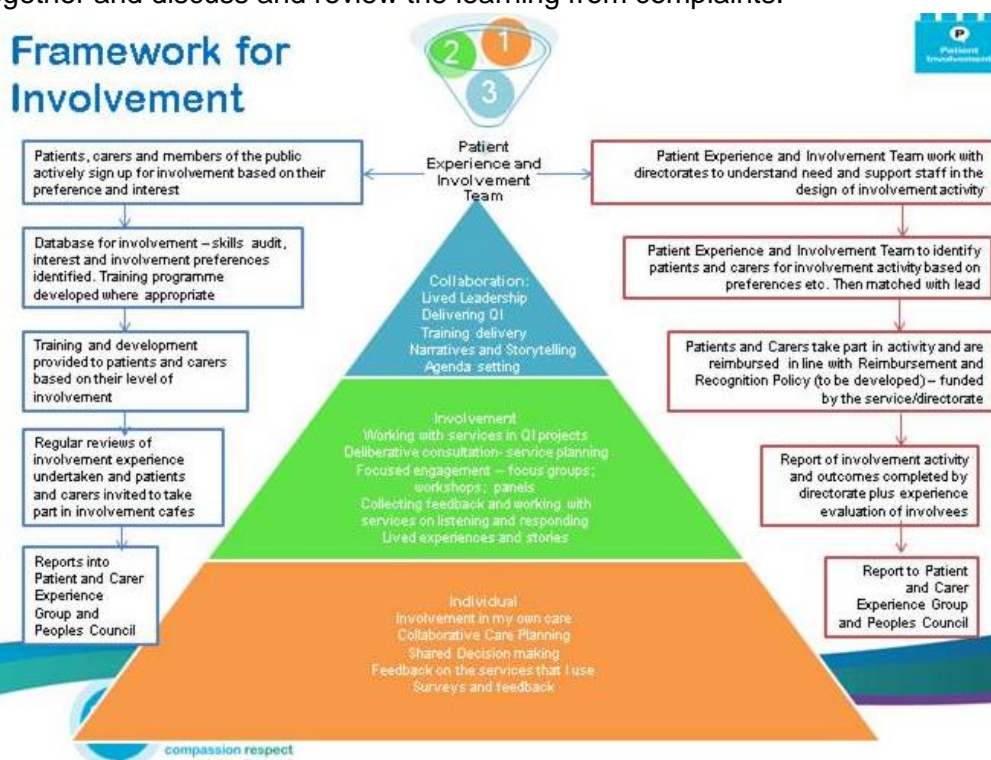 together and discuss and review the learning from complaints.
Framework for
Involvement
2
1
3
P
Patient
Involvement
Patient
Experience and
Involvement
Team
Patients, carers and members of the public
actively sign up for involvement based on their
preference and interest
Database for involvement – skills audit,
interest and involvement preferences
identified. Training programme
developed where appropriate
Training and development
provided to patients and carers
based on their level of
involvement
Regular reviews of
involvement experience
undertaken and patients
and carers invited to take
part in involvement cafes
Reports into
Patient and Carer
Experience
Group and
Peoples Council
Collaboration:
Lived Leadership
Delivering QI
Training delivery
Narratives and Storytelling
Agenda setting
Involvement
Working with services in QI projects
Deliberative consultation- service planning
Focused engagement – focus groups;
workshops; panels
Collecting feedback and working with
services on listening and responding
Lived experiences and stories
Individual
Involvement in my own care
Collaborative Care Planning
Shared Decision making
Feedback on the services that I use
Surveys and feedback
Patient Experience and Involvement Team work with
directorates to understand need and support staff in the
design of involvement activity
Patient Experience and Involvement Team to identify
patients and carers for involvement activity based on
preferences etc. Then matched with lead
Patients and Carers take part in activity and are
reimbursed in line with Reimbursement and
Recognition Policy (to be developed) – funded
by the service/directorate
Report of involvement activity
and outcomes completed by
directorate plus experience
evaluation of involvees
Report to Patient
and Carer
Experience Group
and Peoples Council
compassion respect